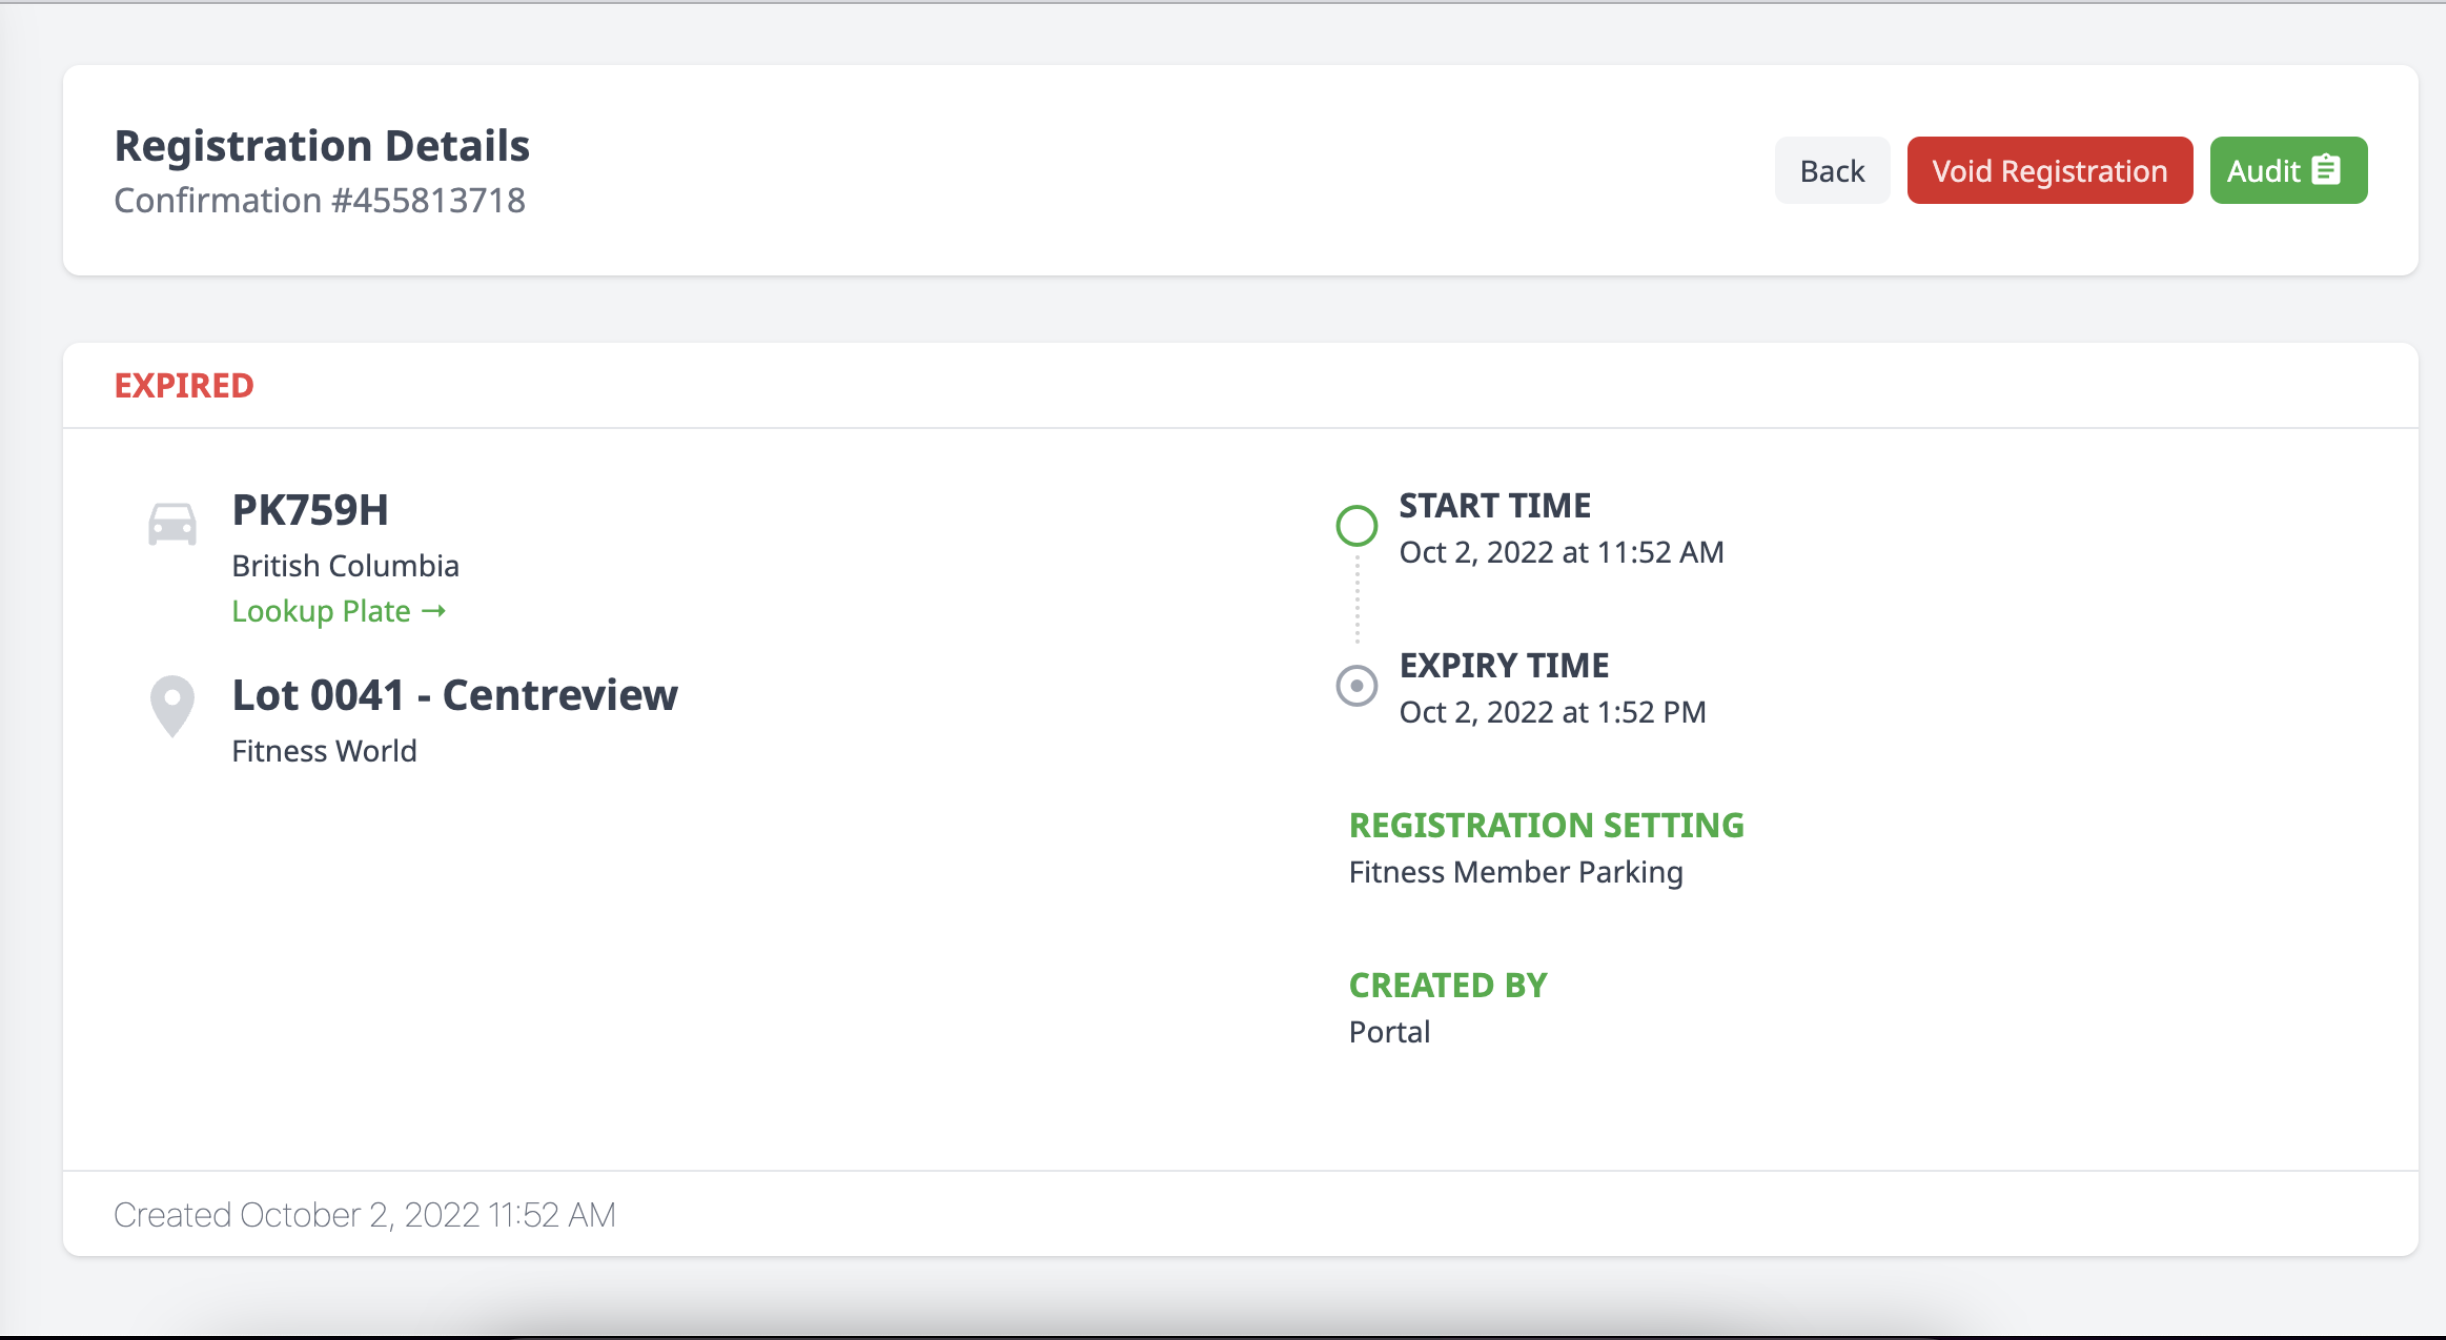 Registration Details
Confirmation #455813718
Back
Void Registration
Audit
EXPIRED
PK759H
British Columbia
Lookup Plate →
Lot 0041 - Centreview
Fitness World
START TIME
Oct 2, 2022 at 11:52 AM
EXPIRY TIME
Oct 2, 2022 at 1:52 PM
REGISTRATION SETTING
Fitness Member Parking
CREATED BY
Portal
Created October 2, 2022 11:52 AM